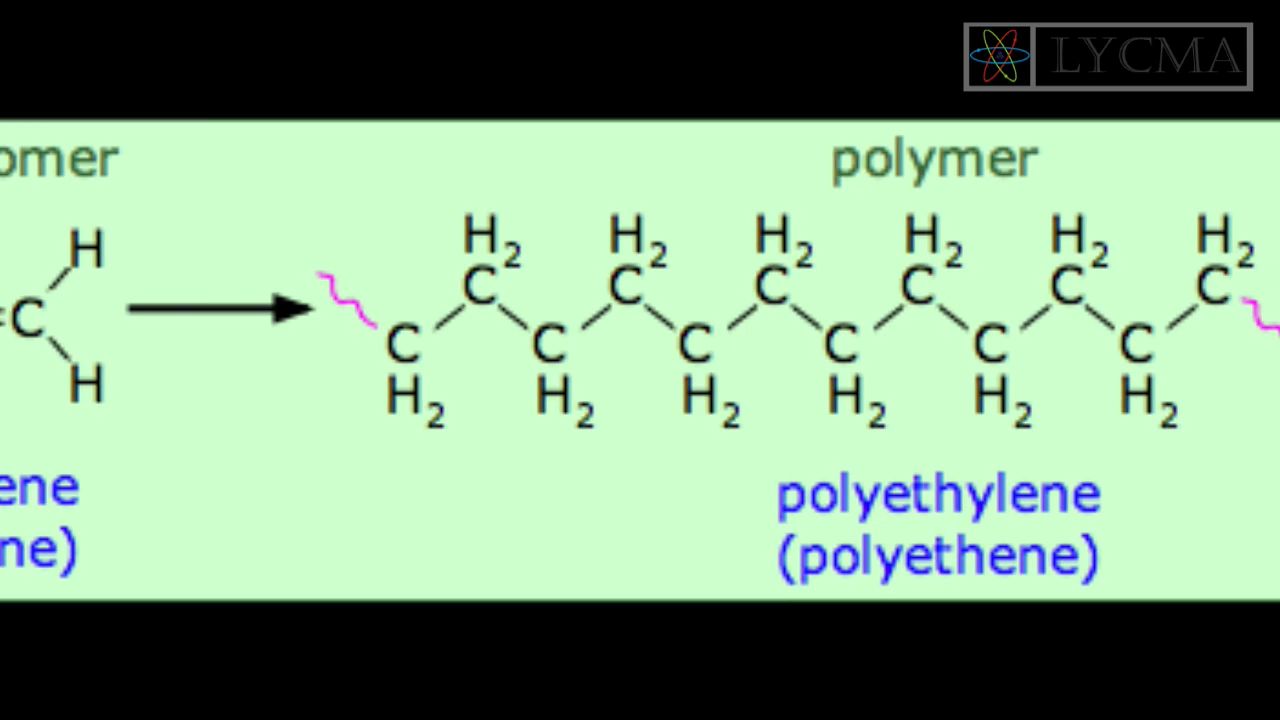 LYCMA
omer polymer
H H2 H2 H2 H2 H2 H2
C C C C C C
=C C C C C C C
H H2 H2 H2 H2 H2 H2
ene polyethylene
ne) (polyethene)